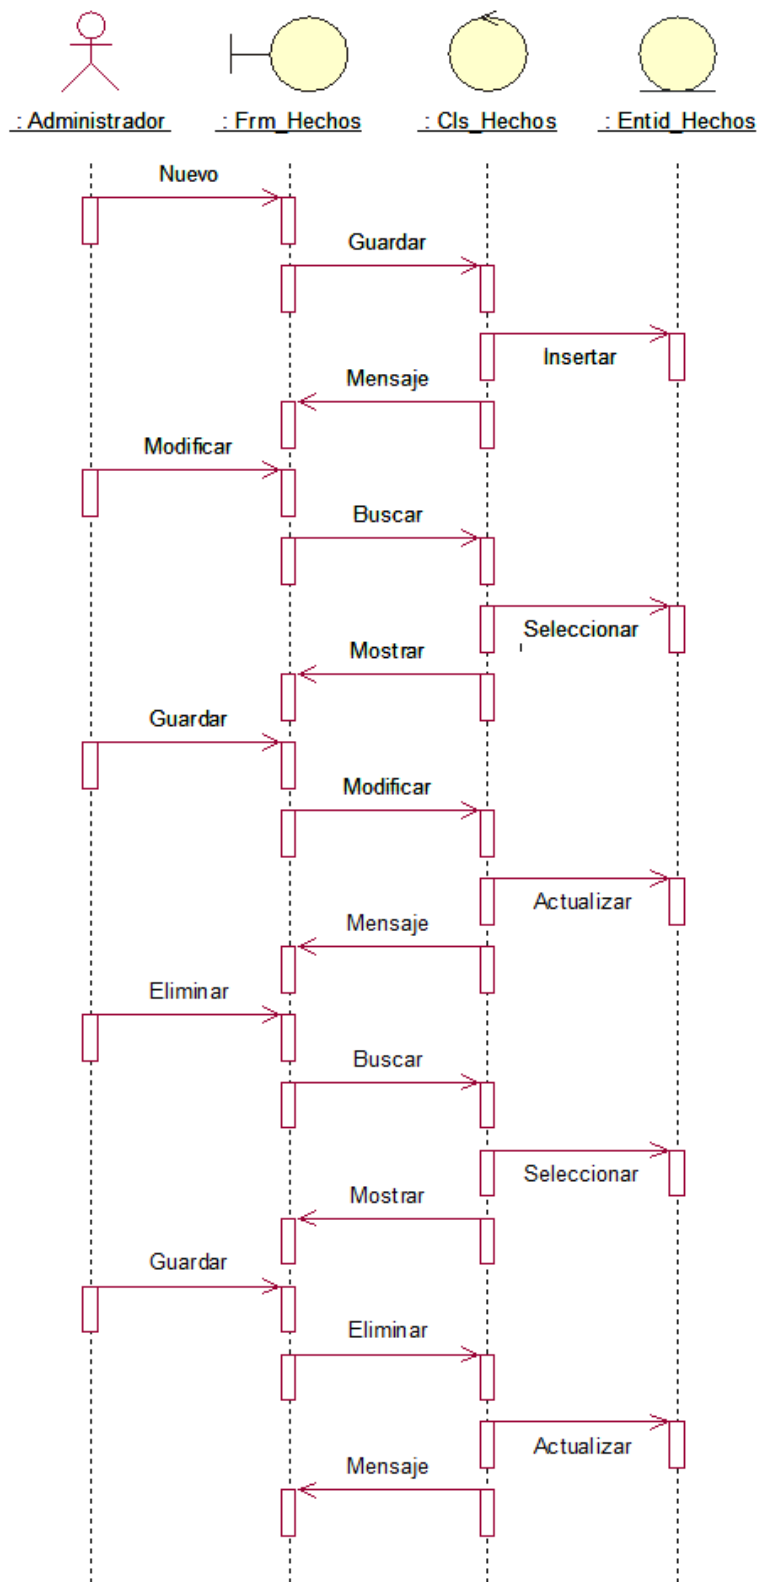 : Administrador
: Frm_Hechos
: Cls_Hechos
: Entid_Hechos
Nuevo
Guardar
Insertar
Mensaje
Modificar
Buscar
Seleccionar
Mostrar
Guardar
Modificar
Actualizar
Mensaje
Eliminar
Buscar
Seleccionar
Mostrar
Guardar
Eliminar
Actualizar
Mensaje